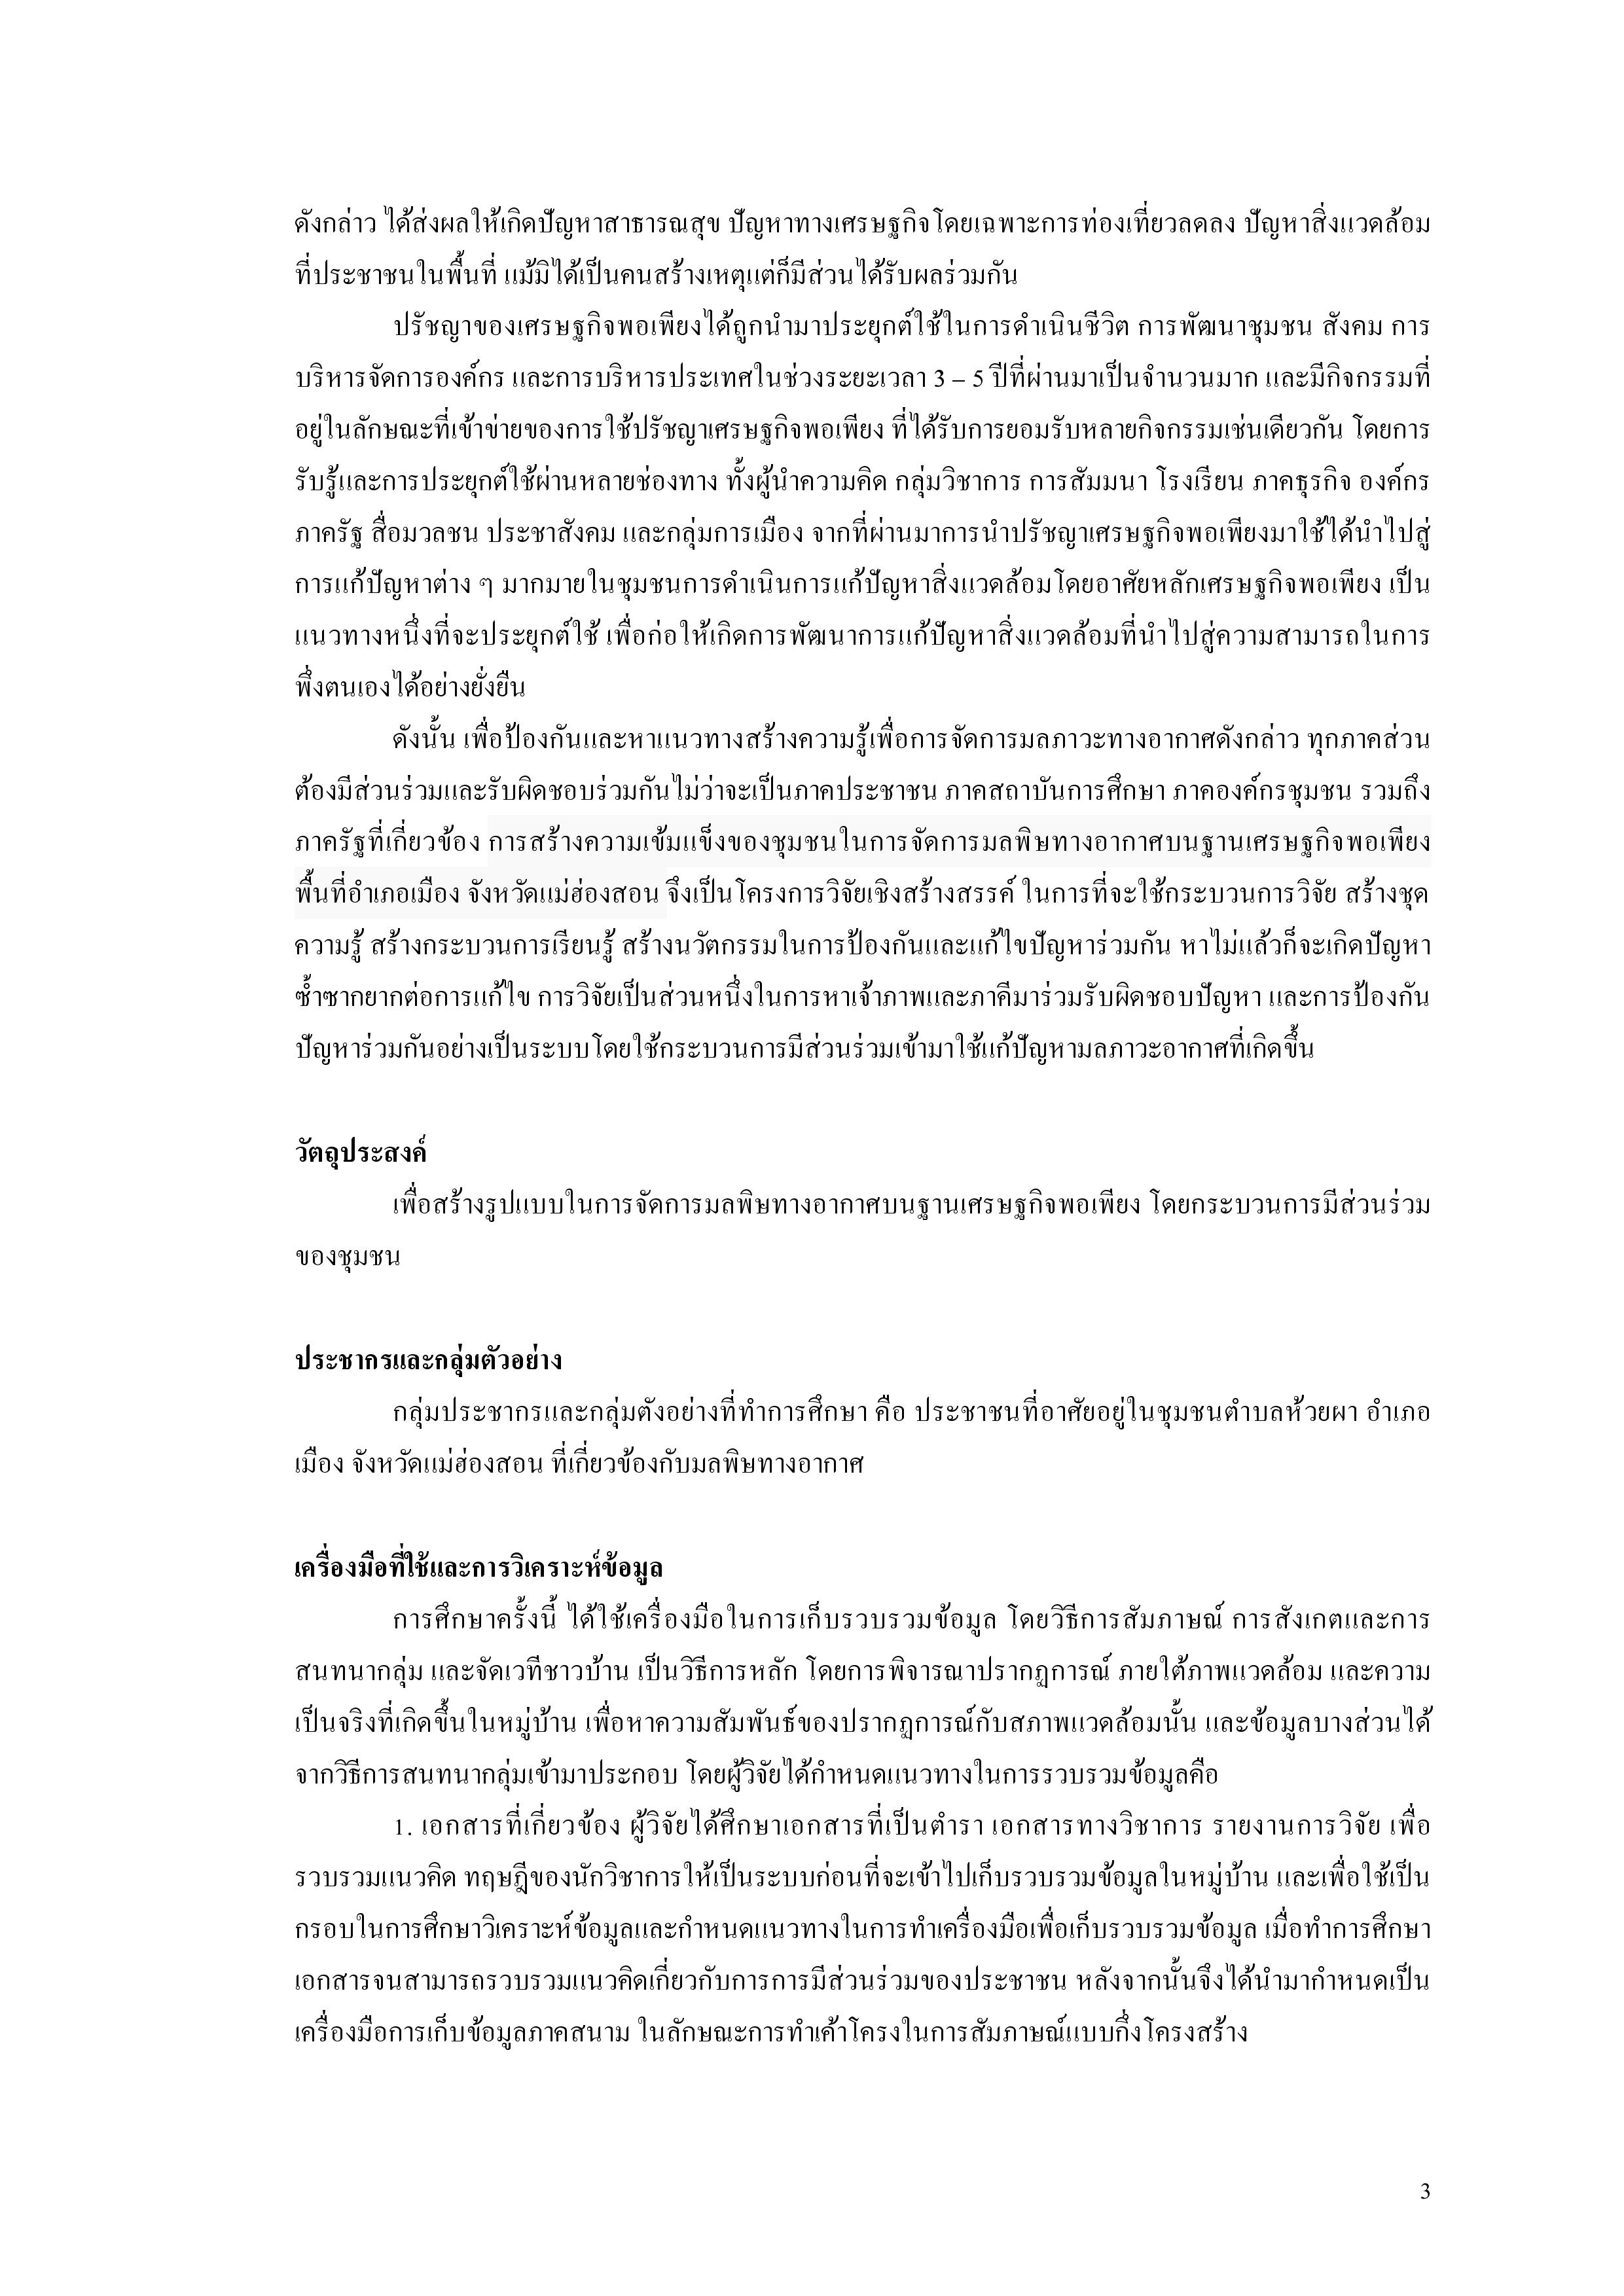 ดังกล่าว ได้ส่งผลให้เกิดปัญหาสาธารณสุข ปัญหาทางเศรษฐกิจโดยเฉพาะการท่องเที่ยวลดลง ปัญหาสิ่งแวดล้อม
ที่ประชาชนในพื้นที่ แม้มิได้เป็นคนสร้างเหตุแต่ก็มีส่วนได้รับผลร่วมกัน
ปรัชญาของเศรษฐกิจพอเพียงได้ถูกนำมาประยุกต์ใช้ในการดำเนินชีวิต การพัฒนาชุมชน สังคม การ
บริหารจัดการองค์กร และการบริหารประเทศในช่วงระยะเวลา 3 – 5 ปีที่ผ่านมาเป็นจำนวนมาก และมีกิจกรรมที่
อยู่ในลักษณะที่เข้าข่ายของการใช้ปรัชญาเศรษฐกิจพอเพียง ที่ได้รับการยอมรับหลายกิจกรรมเช่นเดียวกัน โดยการ
รับรู้และการประยุกต์ใช้ผ่านหลายช่องทาง ทั้งผู้นำความคิด กลุ่มวิชาการ การสัมมนา โรงเรียน ภาคธุรกิจ องค์กร
ภาครัฐ สื่อมวลชน ประชาสังคม และกลุ่มการเมือง จากที่ผ่านมาการนำปรัชญาเศรษฐกิจพอเพียงมาใช้ได้นำไปสู่
การแก้ปัญหาต่าง ๆ มากมายในชุมชนการดำเนินการแก้ปัญหาสิ่งแวดล้อมโดยอาศัยหลักเศรษฐกิจพอเพียง เป็น
แนวทางหนึ่งที่จะประยุกต์ใช้ เพื่อก่อให้เกิดการพัฒนาการแก้ปัญหาสิ่งแวดล้อมที่นำไปสู่ความสามารถในการ
พึ่งตนเองได้อย่างยั่งยืน
ดังนั้น เพื่อป้องกันและหาแนวทางสร้างความรู้เพื่อการจัดการมลภาวะทางอากาศดังกล่าว ทุกภาคส่วน
ต้องมีส่วนร่วมและรับผิดชอบร่วมกันไม่ว่าจะเป็นภาคประชาชน ภาคสถาบันการศึกษา ภาคองค์กรชุมชน รวมถึง
ภาครัฐที่เกี่ยวข้อง การสร้างความเข้มแข็งของชุมชนในการจัดการมลพิษทางอากาศบนฐานเศรษฐกิจพอเพียง
พื้นที่อำเภอเมือง จังหวัดแม่ฮ่องสอน จึงเป็นโครงการวิจัยเชิงสร้างสรรค์ ในการที่จะใช้กระบวนการวิจัย สร้างชุด
ความรู้ สร้างกระบวนการเรียนรู้ สร้างนวัตกรรมในการป้องกันและแก้ไขปัญหาร่วมกัน หาไม่แล้วก็จะเกิดปัญหา
ซ้ำซากยากต่อการแก้ไข การวิจัยเป็นส่วนหนึ่งในการหาเจ้าภาพและภาคีมาร่วมรับผิดชอบปัญหา และการป้องกัน
ปัญหาร่วมกันอย่างเป็นระบบโดยใช้กระบวนการมีส่วนร่วมเข้ามาใช้แก้ปัญหามลภาวะอากาศที่เกิดขึ้น
วัตถุประสงค์
เพื่อสร้างรูปแบบในการจัดการมลพิษทางอากาศบนฐานเศรษฐกิจพอเพียง โดยกระบวนการมีส่วนร่วม
ของชุมชน
ประชากรและกลุ่มตัวอย่าง
กลุ่มประชากรและกลุ่มตังอย่างที่ทำการศึกษา คือ ประชาชนที่อาศัยอยู่ในชุมชนตำบลห้วยผา อำเภอ
เมือง จังหวัดแม่ฮ่องสอน ที่เกี่ยวข้องกับมลพิษทางอากาศ
เครื่องมือที่ใช้และการวิเคราะห์ข้อมูล
การศึกษาครั้งนี้ ได้ใช้เครื่องมือในการเก็บรวบรวมข้อมูล โดยวิธีการสัมภาษณ์ การสังเกตและการ
สนทนากลุ่ม และจัดเวทีชาวบ้าน เป็นวิธีการหลัก โดยการพิจารณาปรากฏการณ์ ภายใต้ภาพแวดล้อม และความ
เป็นจริงที่เกิดขึ้นในหมู่บ้าน เพื่อหาความสัมพันธ์ของปรากฏการณ์กับสภาพแวดล้อมนั้น และข้อมูลบางส่วนได้
จากวิธีการสนทนากลุ่มเข้ามาประกอบ โดยผู้วิจัยได้กำหนดแนวทางในการรวบรวมข้อมูลคือ
1. เอกสารที่เกี่ยวข้อง ผู้วิจัยได้ศึกษาเอกสารที่เป็นตำรา เอกสารทางวิชาการ รายงานการวิจัย เพื่อ
รวบรวมแนวคิด ทฤษฎีของนักวิชาการให้เป็นระบบก่อนที่จะเข้าไปเก็บรวบรวมข้อมูลในหมู่บ้าน และเพื่อใช้เป็น
กรอบในการศึกษาวิเคราะห์ข้อมูลและกำหนดแนวทางในการทำเครื่องมือเพื่อเก็บรวบรวมข้อมูล เมื่อทำการศึกษา
เอกสารจนสามารถรวบรวมแนวคิดเกี่ยวกับการการมีส่วนร่วมของประชาชน หลังจากนั้นจึงได้นำมากำหนดเป็น
เครื่องมือการเก็บข้อมูลภาคสนาม ในลักษณะการทำเค้าโครงในการสัมภาษณ์แบบกึ่งโครงสร้าง
3